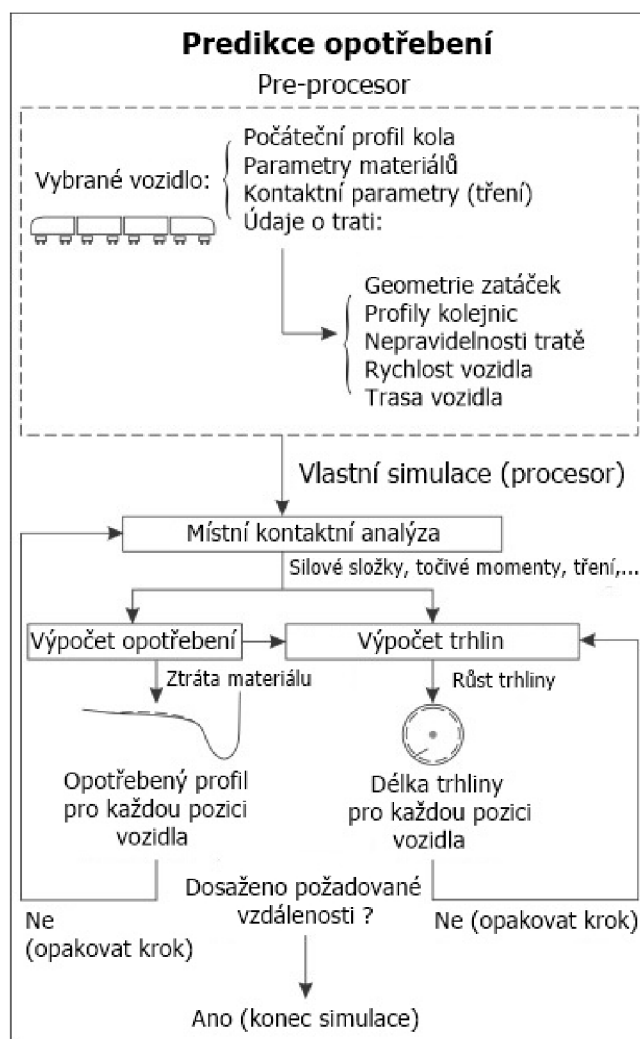 Predikce opotřebení
Pre-procesor
Vybrané vozidlo:
Počáteční profil kola
Parametry materiálů
Kontaktní parametry (tření)
Údaje o trati:
Geometrie zatáček
Profily kolejnic
Nepravidelnosti tratě
Rychlost vozidla
Trasa vozidla
Vlastní simulace (procesor)
Místní kontaktní analýza
Silové složky, točivé momenty, tření,...
Výpočet opotřebení
Výpočet trhlin
Ztráta materiálu
Růst trhliny
Opotřebený profil
pro každou pozici
vozidla
Délka trhliny
pro každou pozici
vozidla
Dosaženo požadované
vzdálenosti ?
Ne
(opakovat krok)
Ne (opakovat krok)
Ano (konec simulace)